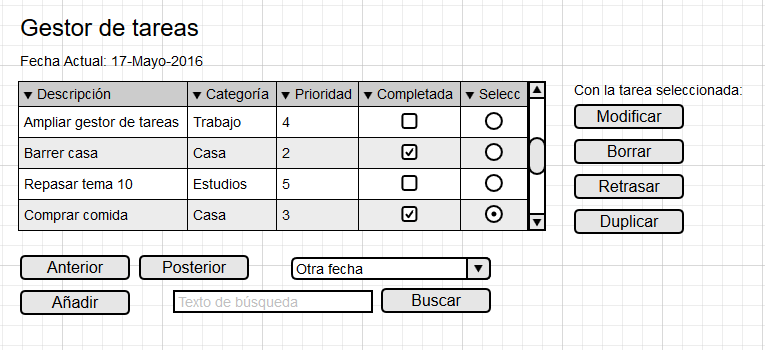 Gestor de tareas
Fecha Actual: 17-Mayo-2016
Descripción Categoría Prioridad Completada Selecc
Con la tarea seleccionada:
Ampliar gestor de tareas Trabajo 4
Modificar
Barrer casa Casa 2
Borrar
Repasar tema 10 Estudios 5
Retrasar
Comprar comida Casa 3
Duplicar
Anterior Posterior Otra fecha
Añadir Texto de búsqueda Buscar